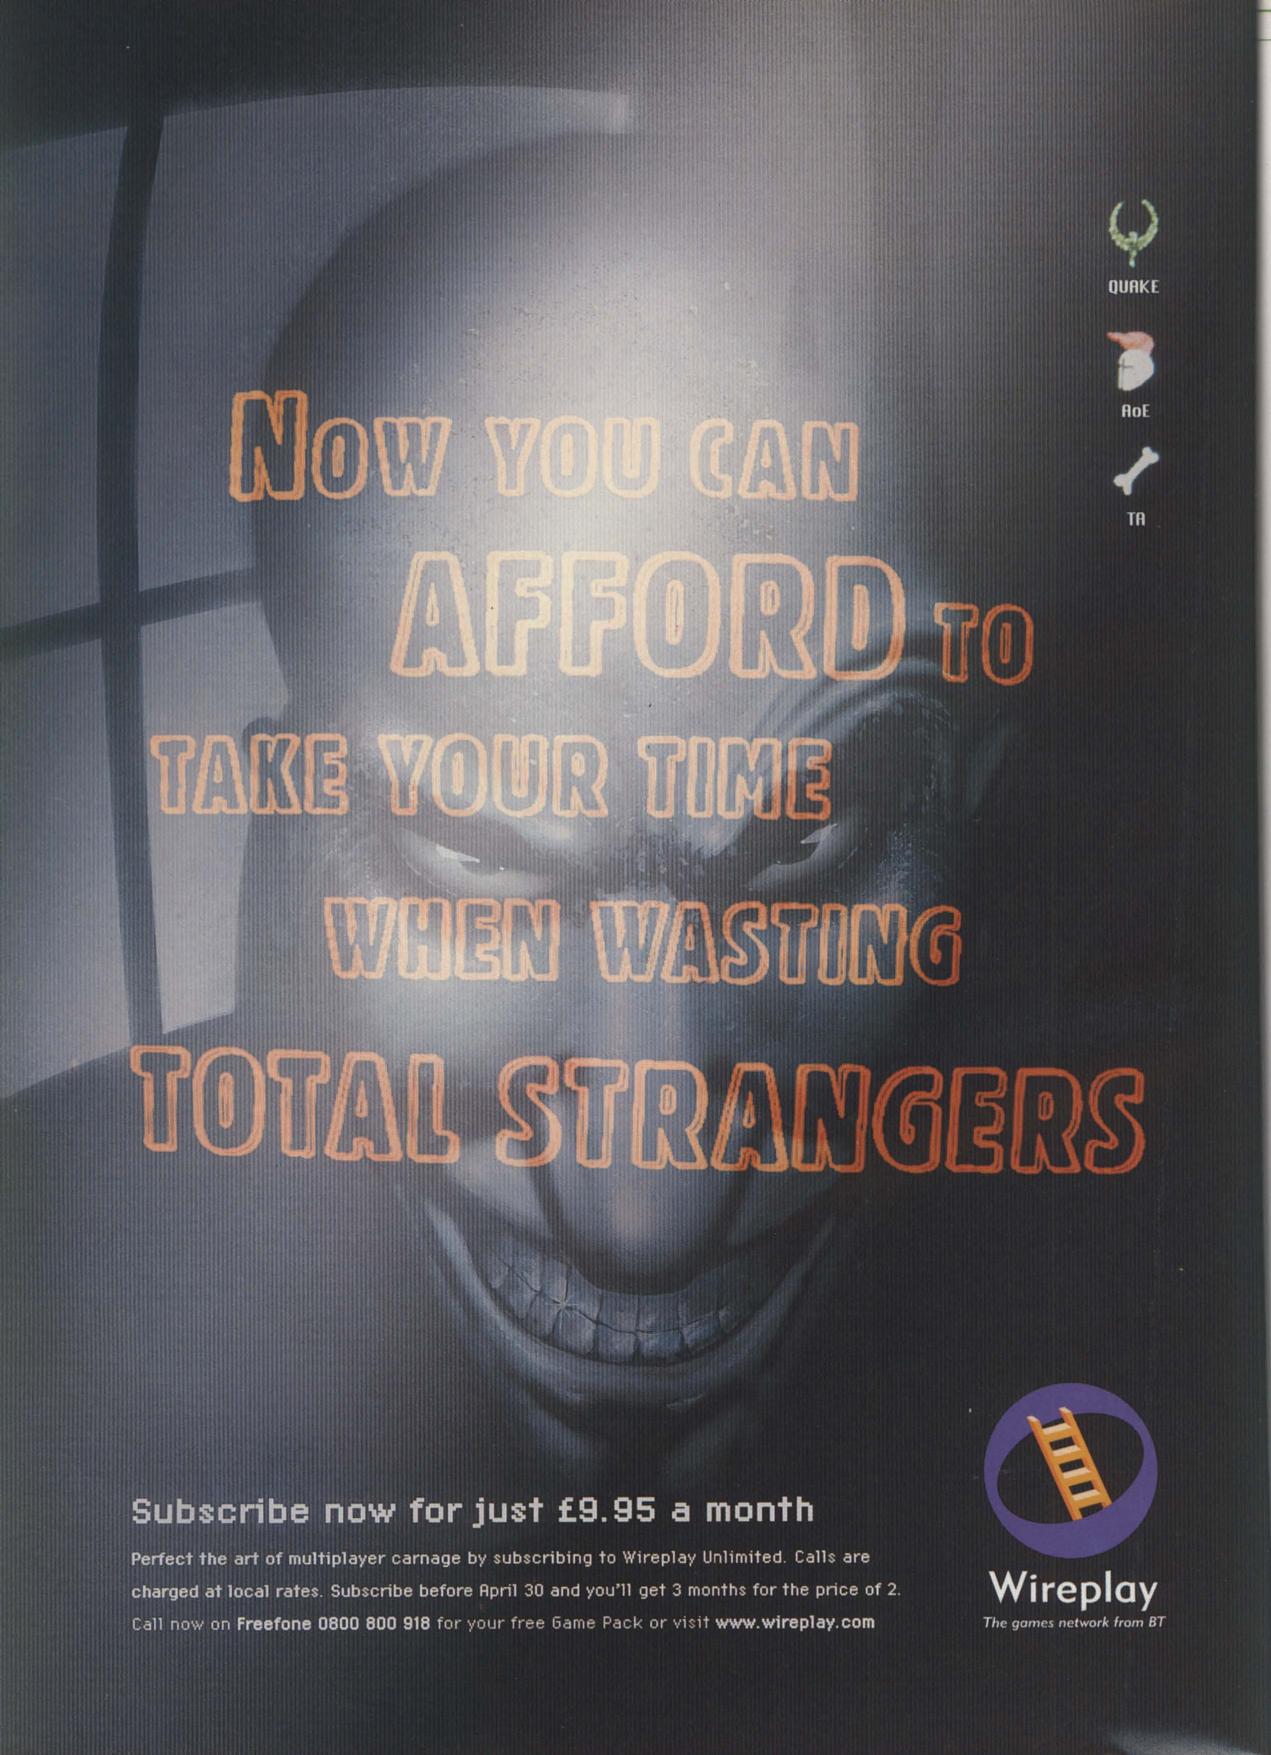 QUAKE
AoE
TA
Now you can
AFFORD TO
TAKE YOUR TIME
WHEN WASTING
TOTAL STRANGERS
Subscribe now for just £9.95 a month
Perfect the art of multiplayer carnage by subscribing to Wireplay Unlimited. Calls are
charged at local rates. Subscribe before April 30 and you'll get 3 months for the price of 2.
Call now on Freefone 0800 800 918 for your free Game Pack or visit www.wireplay.com
Wireplay
The games network from BT